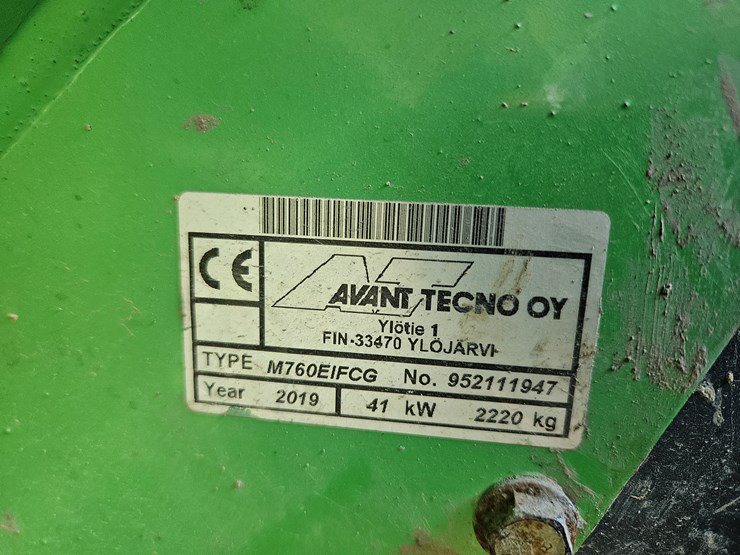 CE
AVANT TECNO OY
Ylötie 1
FIN-33470 YLÖJÄRVI
TYPE M760EIFCG No. 952111947
Year 2019 41 kW 2220 kg